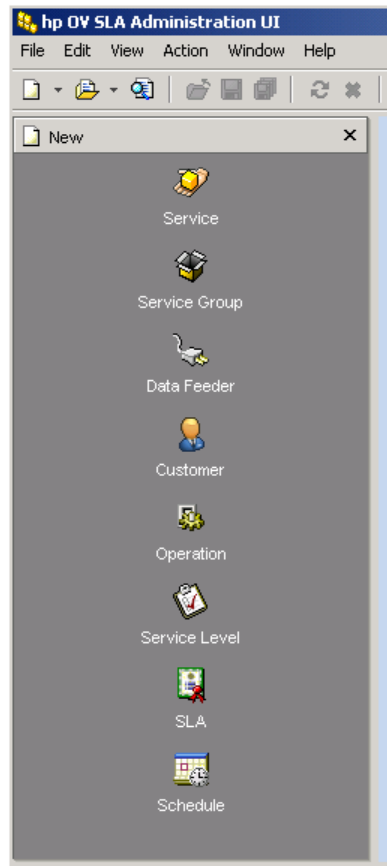 hp OV SLA Administration UI
File Edit View Action Window Help
New
Service
Service Group
Data Feeder
Customer
Operation
Service Level
SLA
Schedule